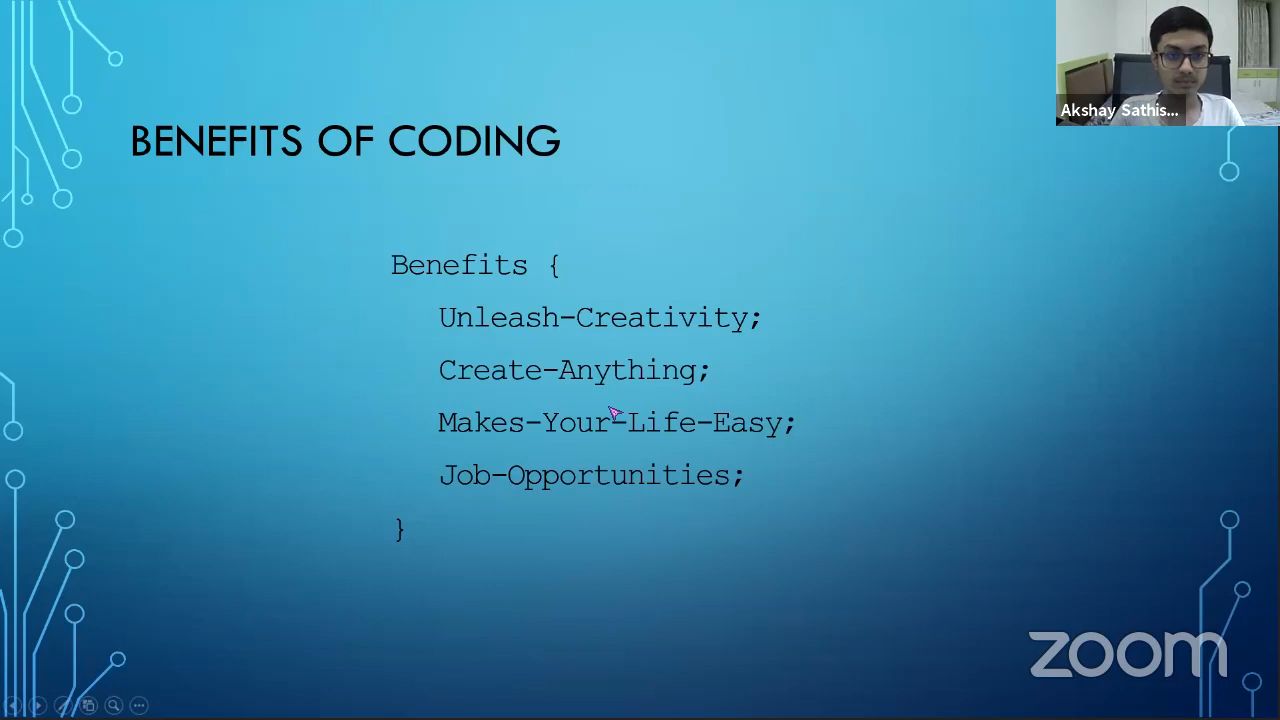 Akshay Sathis...
BENEFITS OF CODING
Benefits {
Unleash-Creativity;
Create-Anything;
Makes-Your-Life-Easy;
Job-Opportunities;
}
zoom